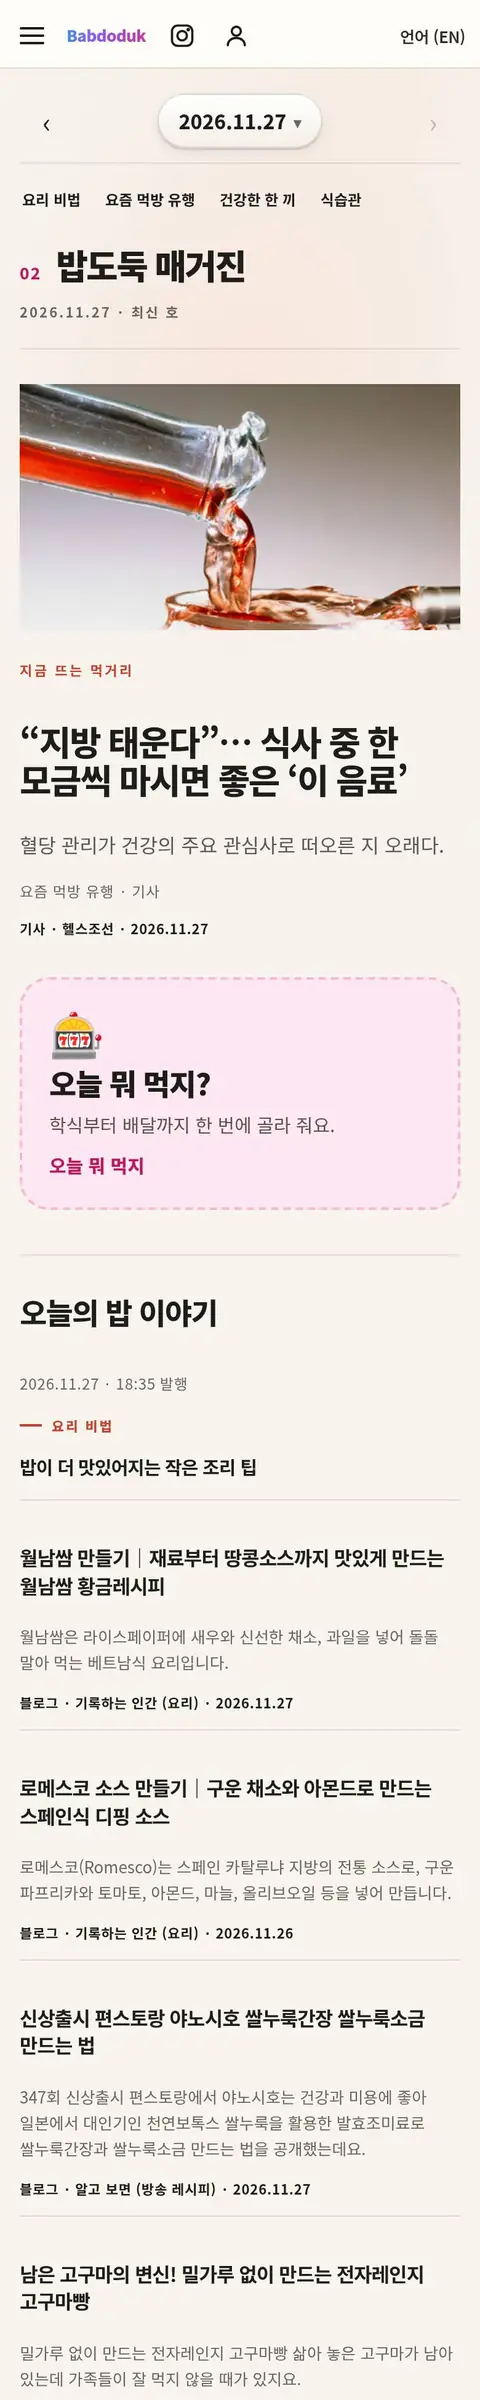 Babdoduk
언어 (EN)
‹
2026.11.27 ▾
›
요리 비법 요즘 먹방 유행 건강한 한 끼 식습관
02 밥도둑 매거진
2026.11.27 · 최신 호
지금 뜨는 먹거리
“지방 태운다”… 식사 중 한
모금씩 마시면 좋은 ‘이 음료’
혈당 관리가 건강의 주요 관심사로 떠오른 지 오래다.
요즘 먹방 유행 · 기사
기사 · 헬스조선 · 2026.11.27
777
오늘 뭐 먹지?
학식부터 배달까지 한 번에 골라 줘요.
오늘 뭐 먹지
오늘의 밥 이야기
2026.11.27 · 18:35 발행
요리 비법
밥이 더 맛있어지는 작은 조리 팁
월남쌈 만들기｜재료부터 땅콩소스까지 맛있게 만드는
월남쌈 황금레시피
월남쌈은 라이스페이퍼에 새우와 신선한 채소, 과일을 넣어 돌돌
말아 먹는 베트남식 요리입니다.
블로그 · 기록하는 인간 (요리) · 2026.11.27
로메스코 소스 만들기｜구운 채소와 아몬드로 만드는
스페인식 디핑 소스
로메스코(Romesco)는 스페인 카탈루냐 지방의 전통 소스로, 구운
파프리카와 토마토, 아몬드, 마늘, 올리브오일 등을 넣어 만듭니다.
블로그 · 기록하는 인간 (요리) · 2026.11.26
신상출시 편스토랑 야노시호 쌀누룩간장 쌀누룩소금
만드는 법
347회 신상출시 편스토랑에서 야노시호는 건강과 미용에 좋아
일본에서 대인기인 천연보톡스 쌀누룩을 활용한 발효조미료로
쌀누룩간장과 쌀누룩소금 만드는 법을 공개했는데요.
블로그 · 알고 보면 (방송 레시피) · 2026.11.27
남은 고구마의 변신! 밀가루 없이 만드는 전자레인지
고구마빵
밀가루 없이 만드는 전자레인지 고구마빵 삶아 놓은 고구마가 남아
있는데 가족들이 잘 먹지 않을 때가 있지요.